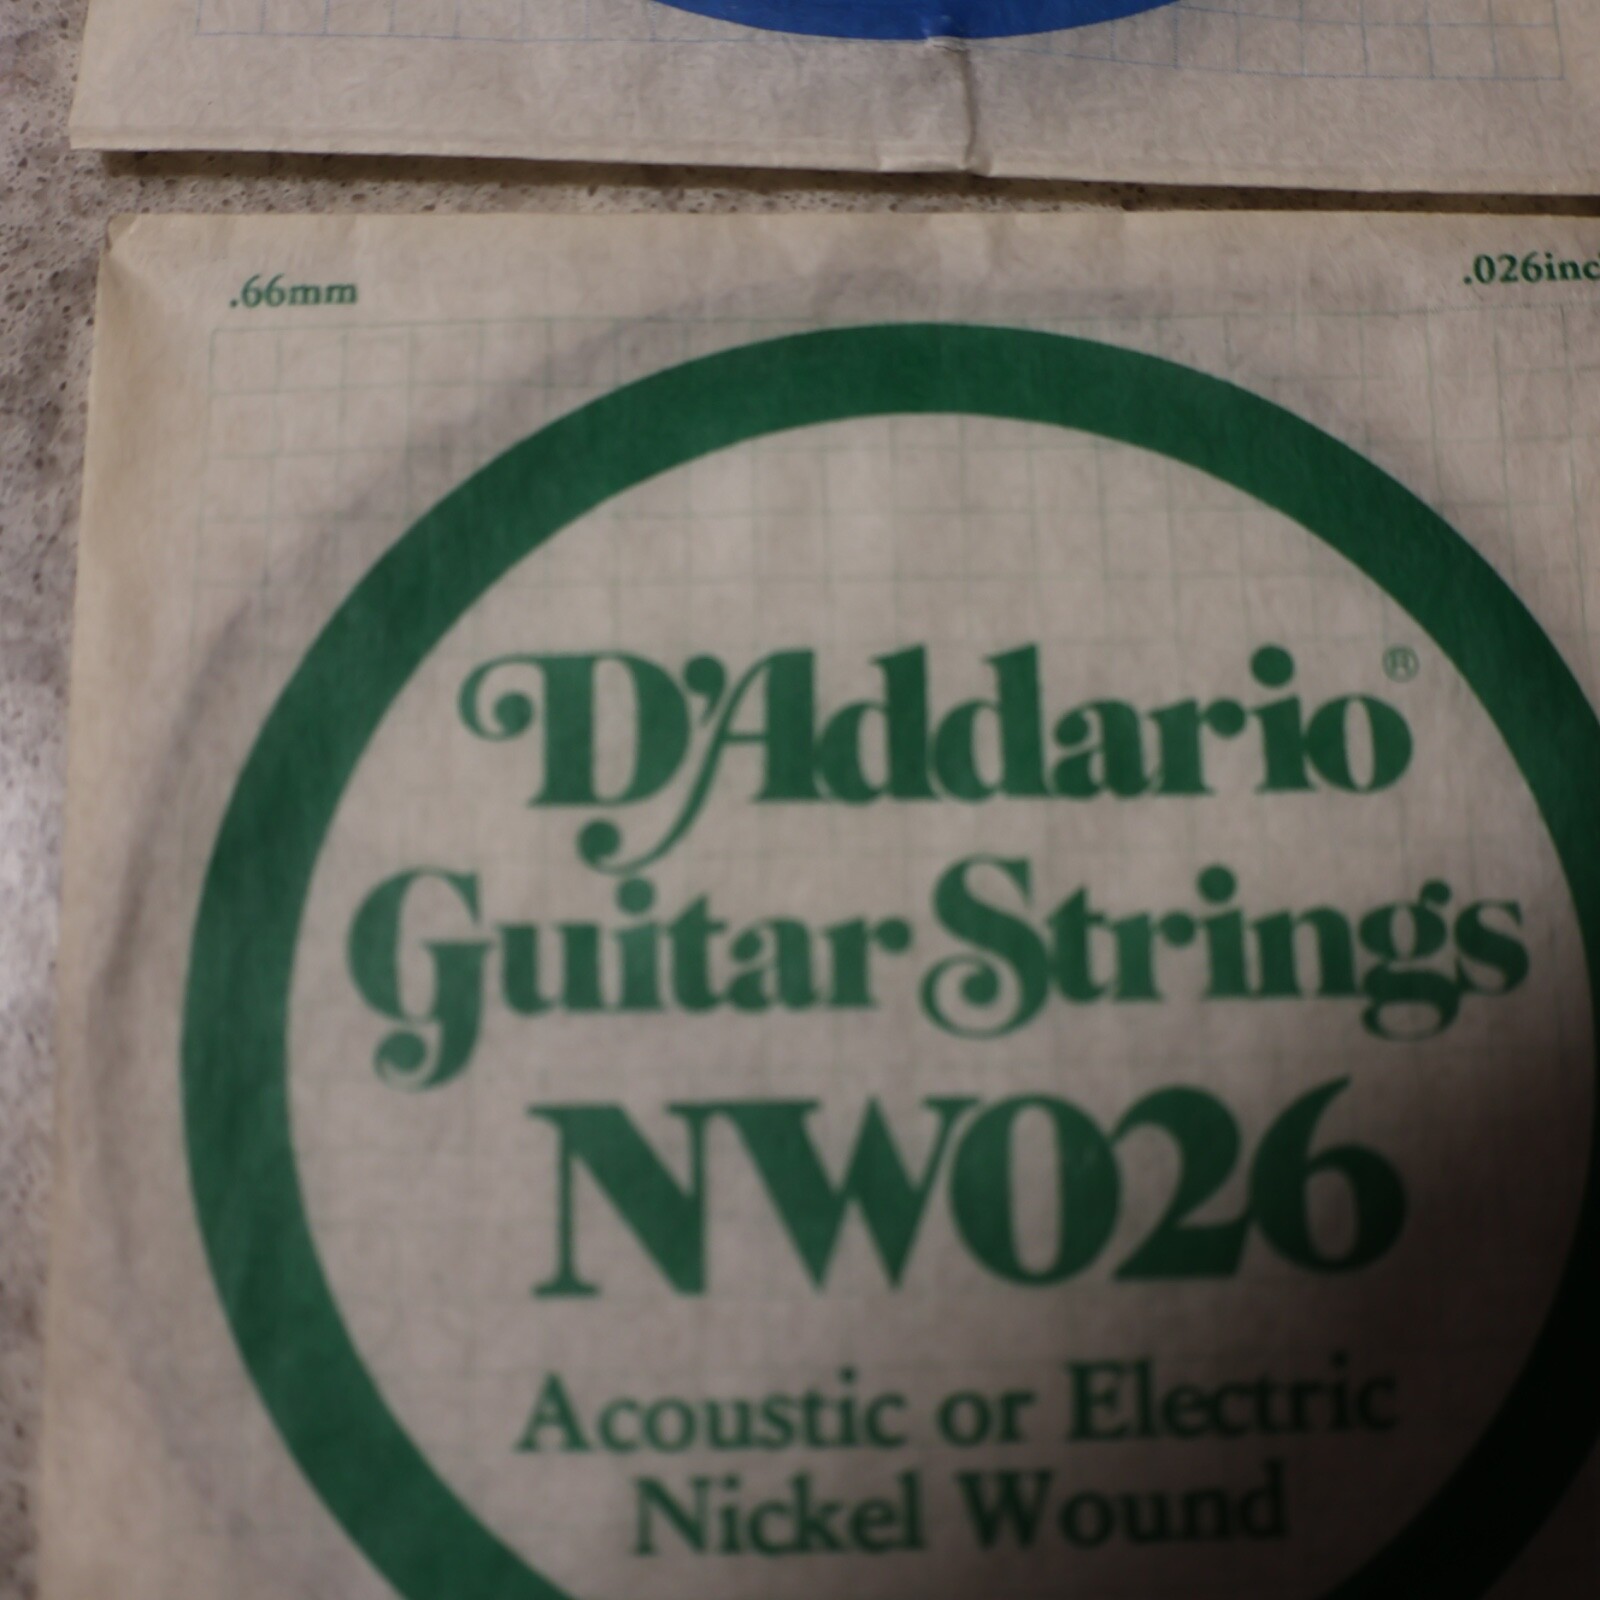 .66mm
.026inc
D'Addario®
Guitar Strings
NW026
Acoustic or Electric
Nickel Wound